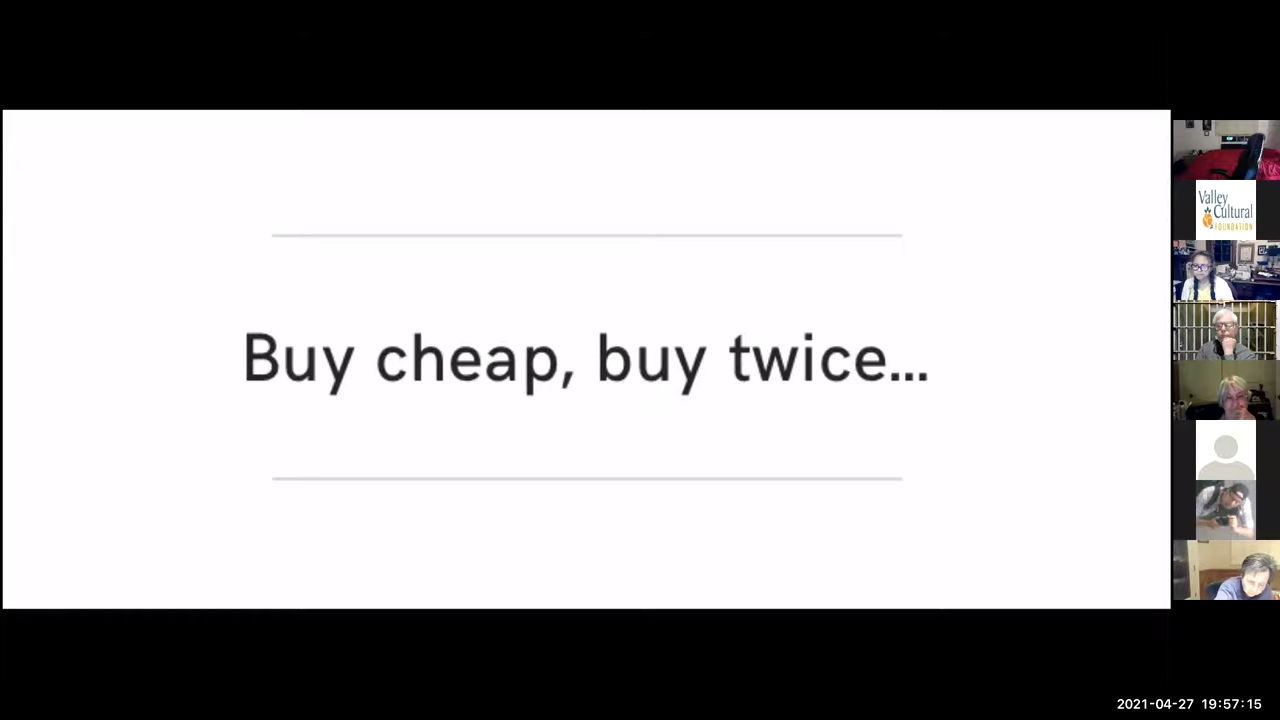 Buy cheap, buy twice...
Valley
Cultural
FOUNDATION
2021-04-27 19:57:15